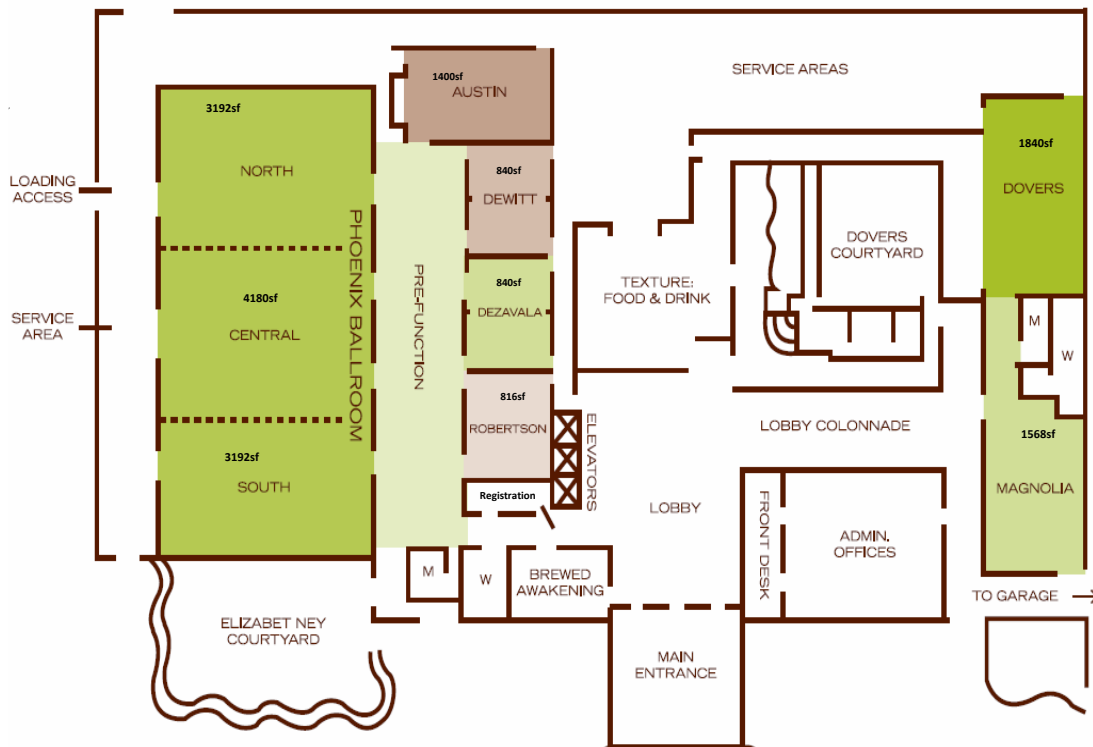 1400sf
AUSTIN
SERVICE AREAS
3192sf
NORTH
LOADING
ACCESS
840sf
DEWITT
1840sf
DOVERS
DOVERS
COURTYARD
PHOENIX BALLROOM
PRE-FUNCTION
TEXTURE:
FOOD & DRINK
840sf
DEZAVALA
4180sf
CENTRAL
SERVICE
AREA
M
W
816sf
ROBERTSON
ELEVATORS
LOBBY COLONNADE
1568sf
MAGNOLIA
3192sf
SOUTH
Registration
LOBBY
FRONT DESK
ADMIN.
OFFICES
M
W
BREWED
AWAKENING
TO GARAGE
ELIZABET NEY
COURTYARD
MAIN
ENTRANCE